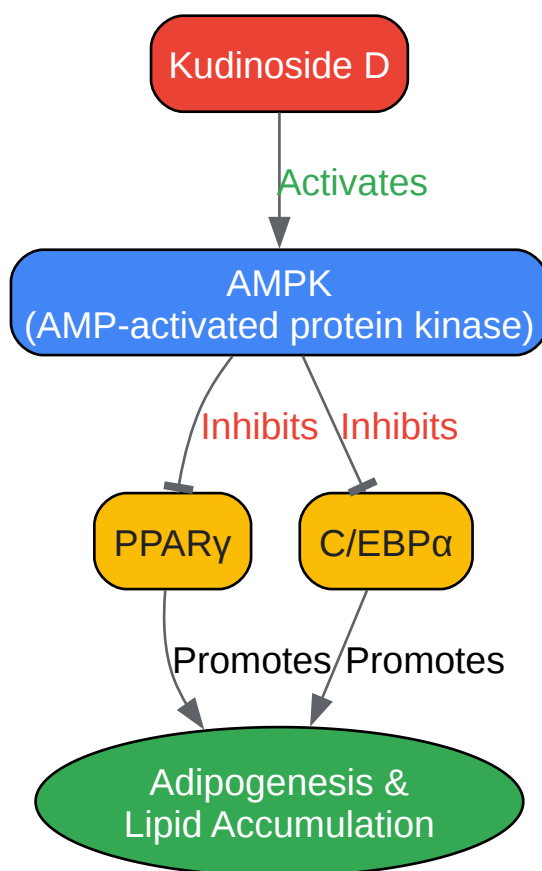 Kudinoside D
Activates
AMPK
(AMP-activated protein kinase)
Inhibits
Inhibits
PPARγ
C/EBPα
Promotes
Promotes
Adipogenesis &
Lipid Accumulation